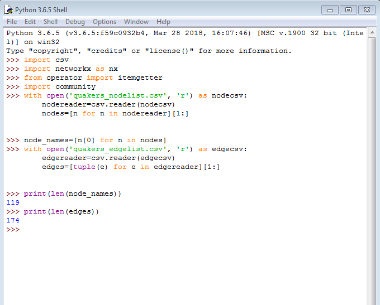 Python 3.6.5 Shell
File Edit Shell Debug Options Window Help
Python 3.6.5 (v3.6.5:f59c0932b4, Mar 28 2018, 16:07:46) [MSC v.1900 32 bit (Inte
l)] on win32
Type "copyright", "credits" or "license()" for more information.
>>> import csv
>>> import networkx as nx
>>> from operator import itemgetter
>>> import community
>>> with open('quakers_nodelist.csv', 'r') as nodecsv:
nodereader=csv.reader(nodecsv)
nodes=[n for n in nodereader][1:]
>>> node_names=[n[0] for n in nodes]
>>> with open('quakers_edgelist.csv', 'r') as edgecsv:
edgereader=csv.reader(edgecsv)
edges=[tuple(e) for e in edgereader][1:]
>>> print(len(node_names))
119
>>> print(len(edges))
174
>>>